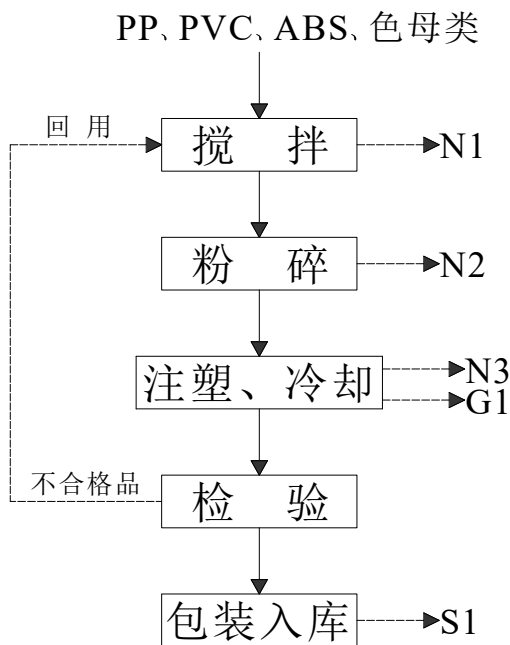 PP、PVC、ABS、色母类
回 用
搅 拌
N1
粉 碎
N2
注塑、冷却
N3
G1
不合格品
检 验
包装入库
S1